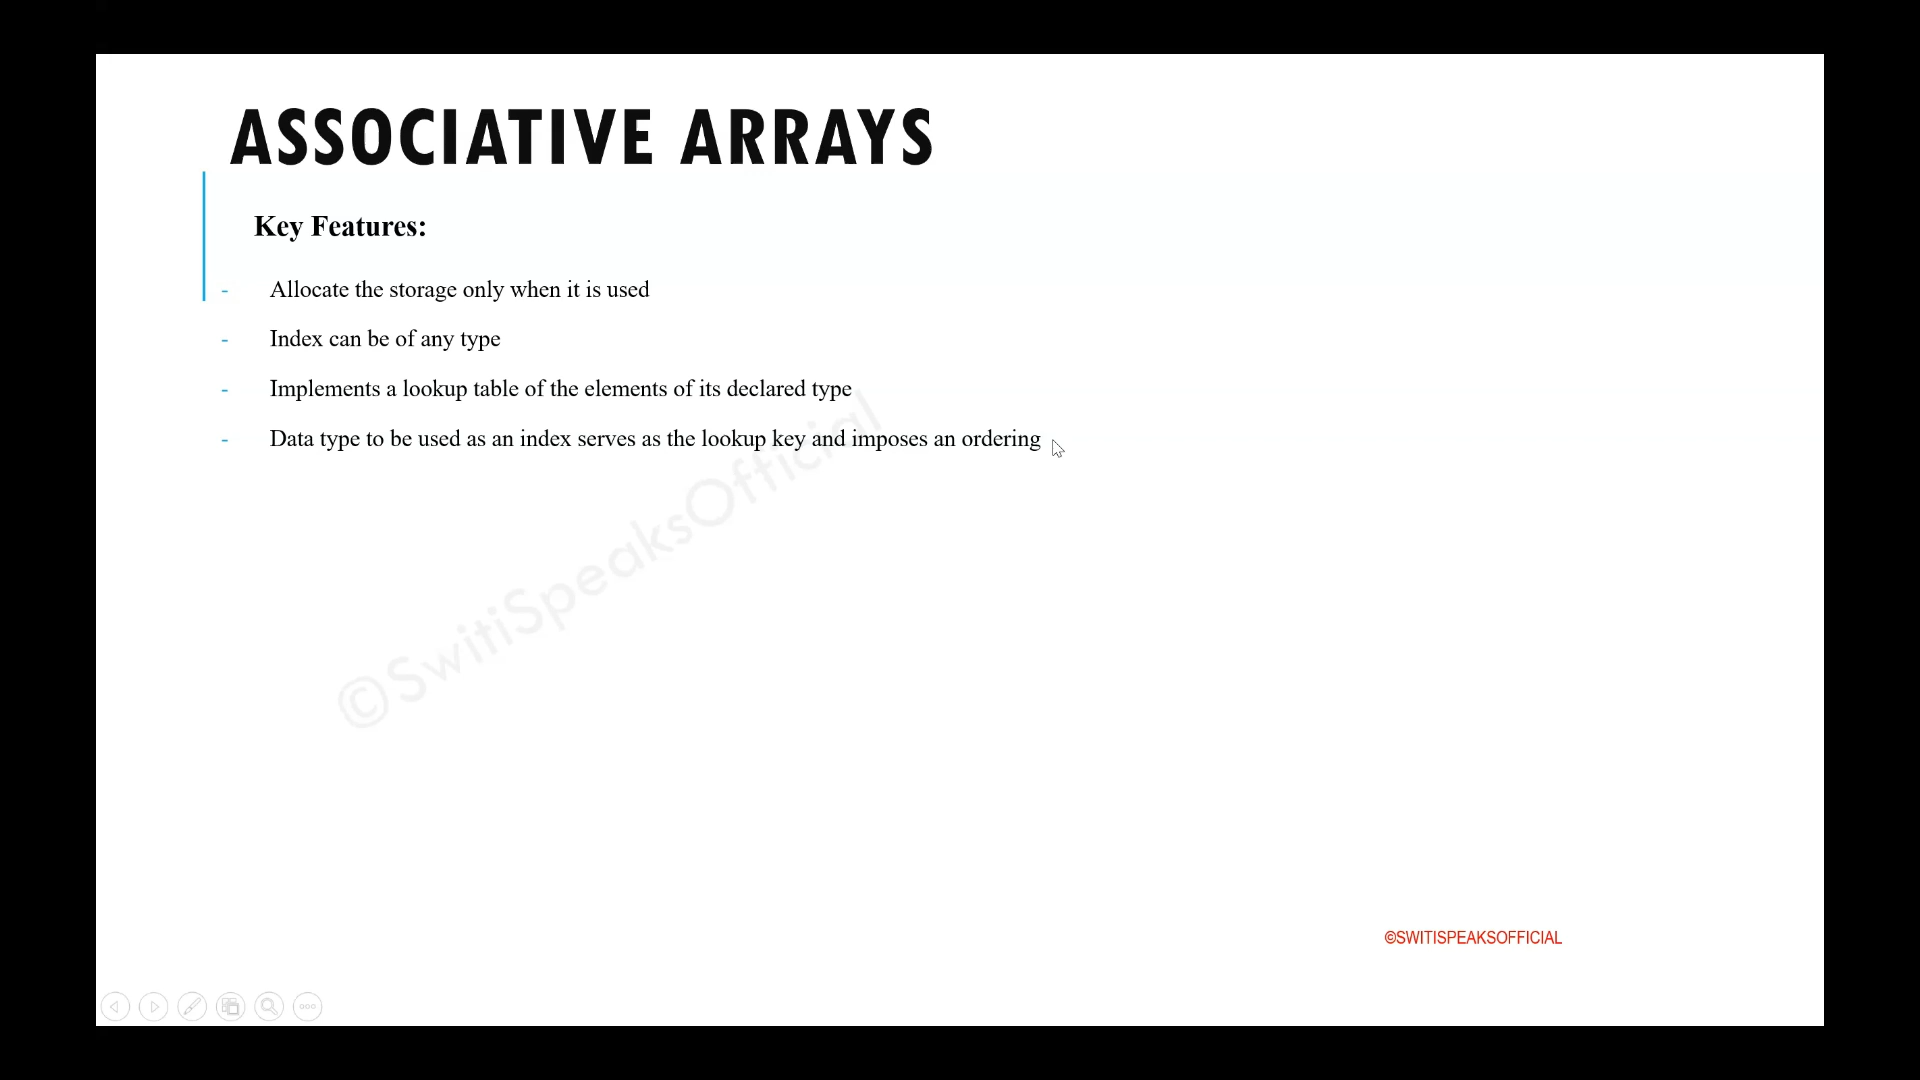 ASSOCIATIVE ARRAYS
Key Features:
- Allocate the storage only when it is used
- Index can be of any type
- Implements a lookup table of the elements of its declared type
- Data type to be used as an index serves as the lookup key and imposes an ordering
©SwitiSpeaksOfficial
©SWITISPEAKSOFFICIAL